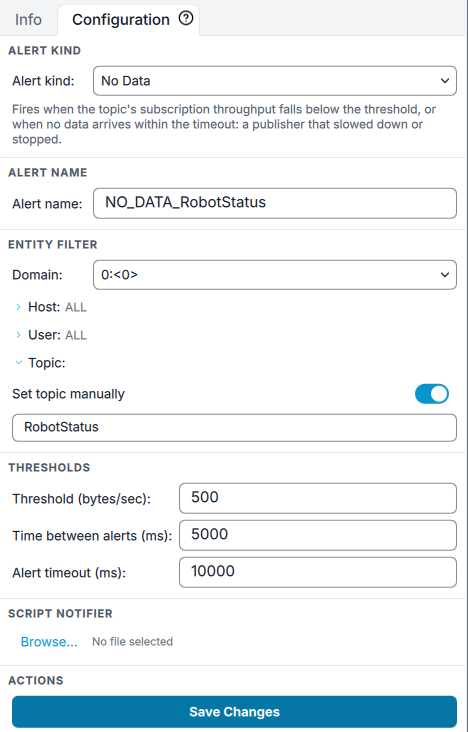 Info Configuration ?
ALERT KIND
Alert kind: No Data
Fires when the topic's subscription throughput falls below the threshold, or
when no data arrives within the timeout: a publisher that slowed down or
stopped.
ALERT NAME
Alert name: NO_DATA_RobotStatus
ENTITY FILTER
Domain: 0:<0>
Host: ALL
User: ALL
Topic:
Set topic manually
RobotStatus
THRESHOLDS
Threshold (bytes/sec): 500
Time between alerts (ms): 5000
Alert timeout (ms): 10000
SCRIPT NOTIFIER
Browse... No file selected
ACTIONS
Save Changes